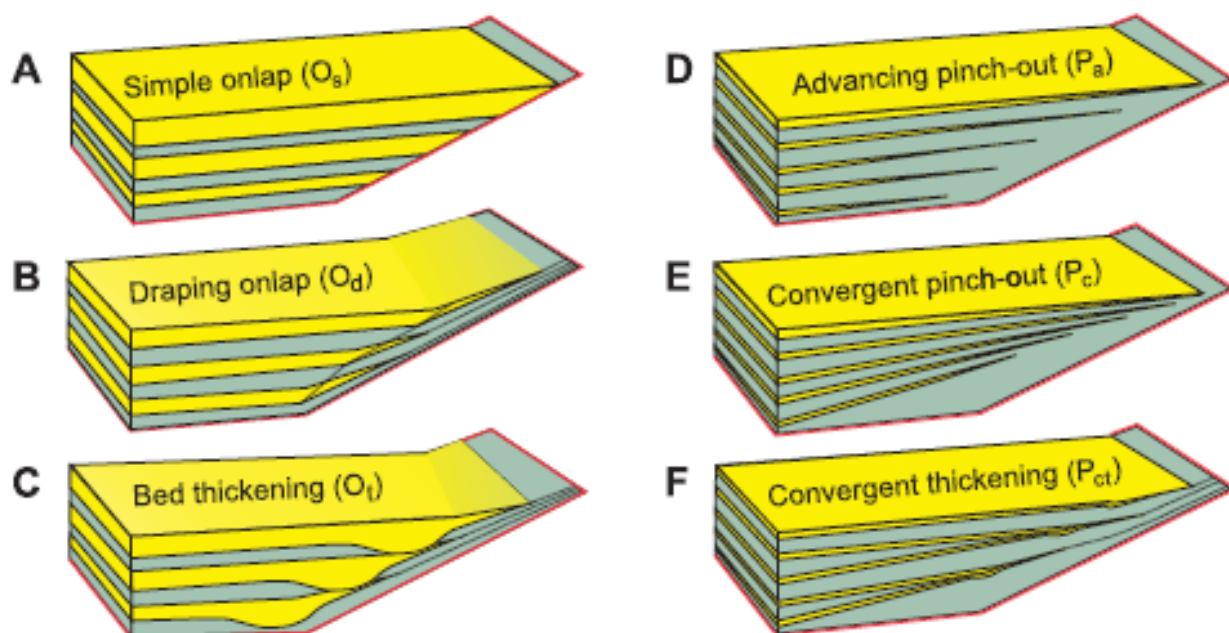 A
Simple onlap (Os)
B
Draping onlap (Od)
C
Bed thickening (Ot)
D
Advancing pinch-out (Pa)
E
Convergent pinch-out (Pc)
F
Convergent thickening (Pct)